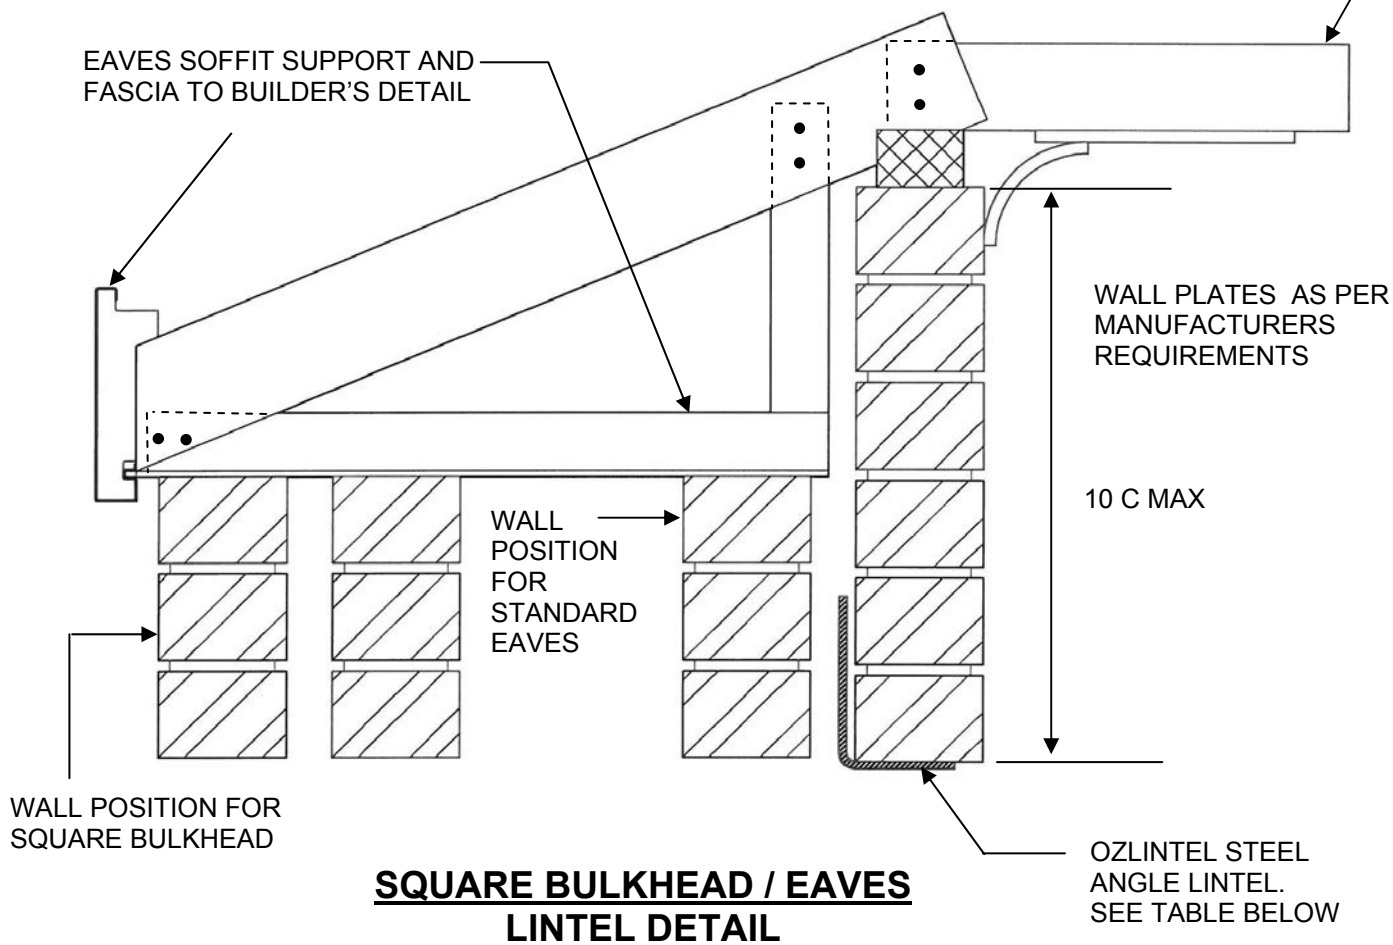 EAVES SOFFIT SUPPORT AND
FASCIA TO BUILDER'S DETAIL
WALL PLATES AS PER
MANUFACTURERS
REQUIREMENTS
10 C MAX
WALL
POSITION
FOR
STANDARD
EAVES
WALL POSITION FOR
SQUARE BULKHEAD
OZLINTEL STEEL
ANGLE LINTEL.
SEE TABLE BELOW
SQUARE BULKHEAD / EAVES
LINTEL DETAIL